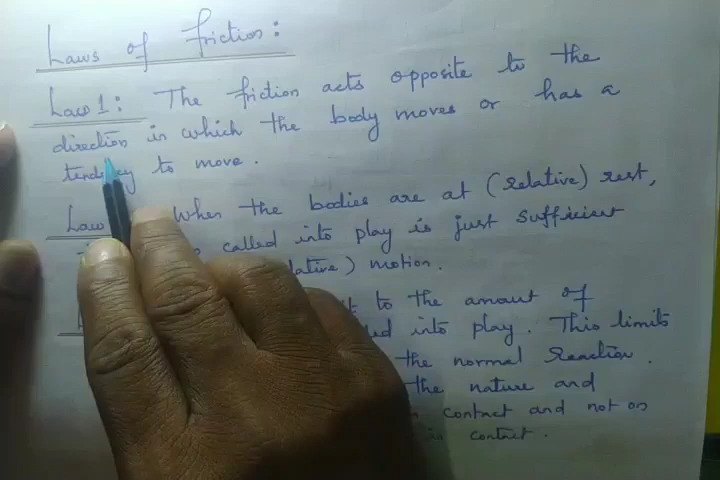 Laws of friction:
Law 1: The friction acts opposite to the
direction in which the body moves or has a
to move.
Law When the bodies are at (relative) rest,
called into play is just sufficient
motion.
to the amount of
into play. This limits
the normal reaction.
the nature and
contact and not on
in contact.